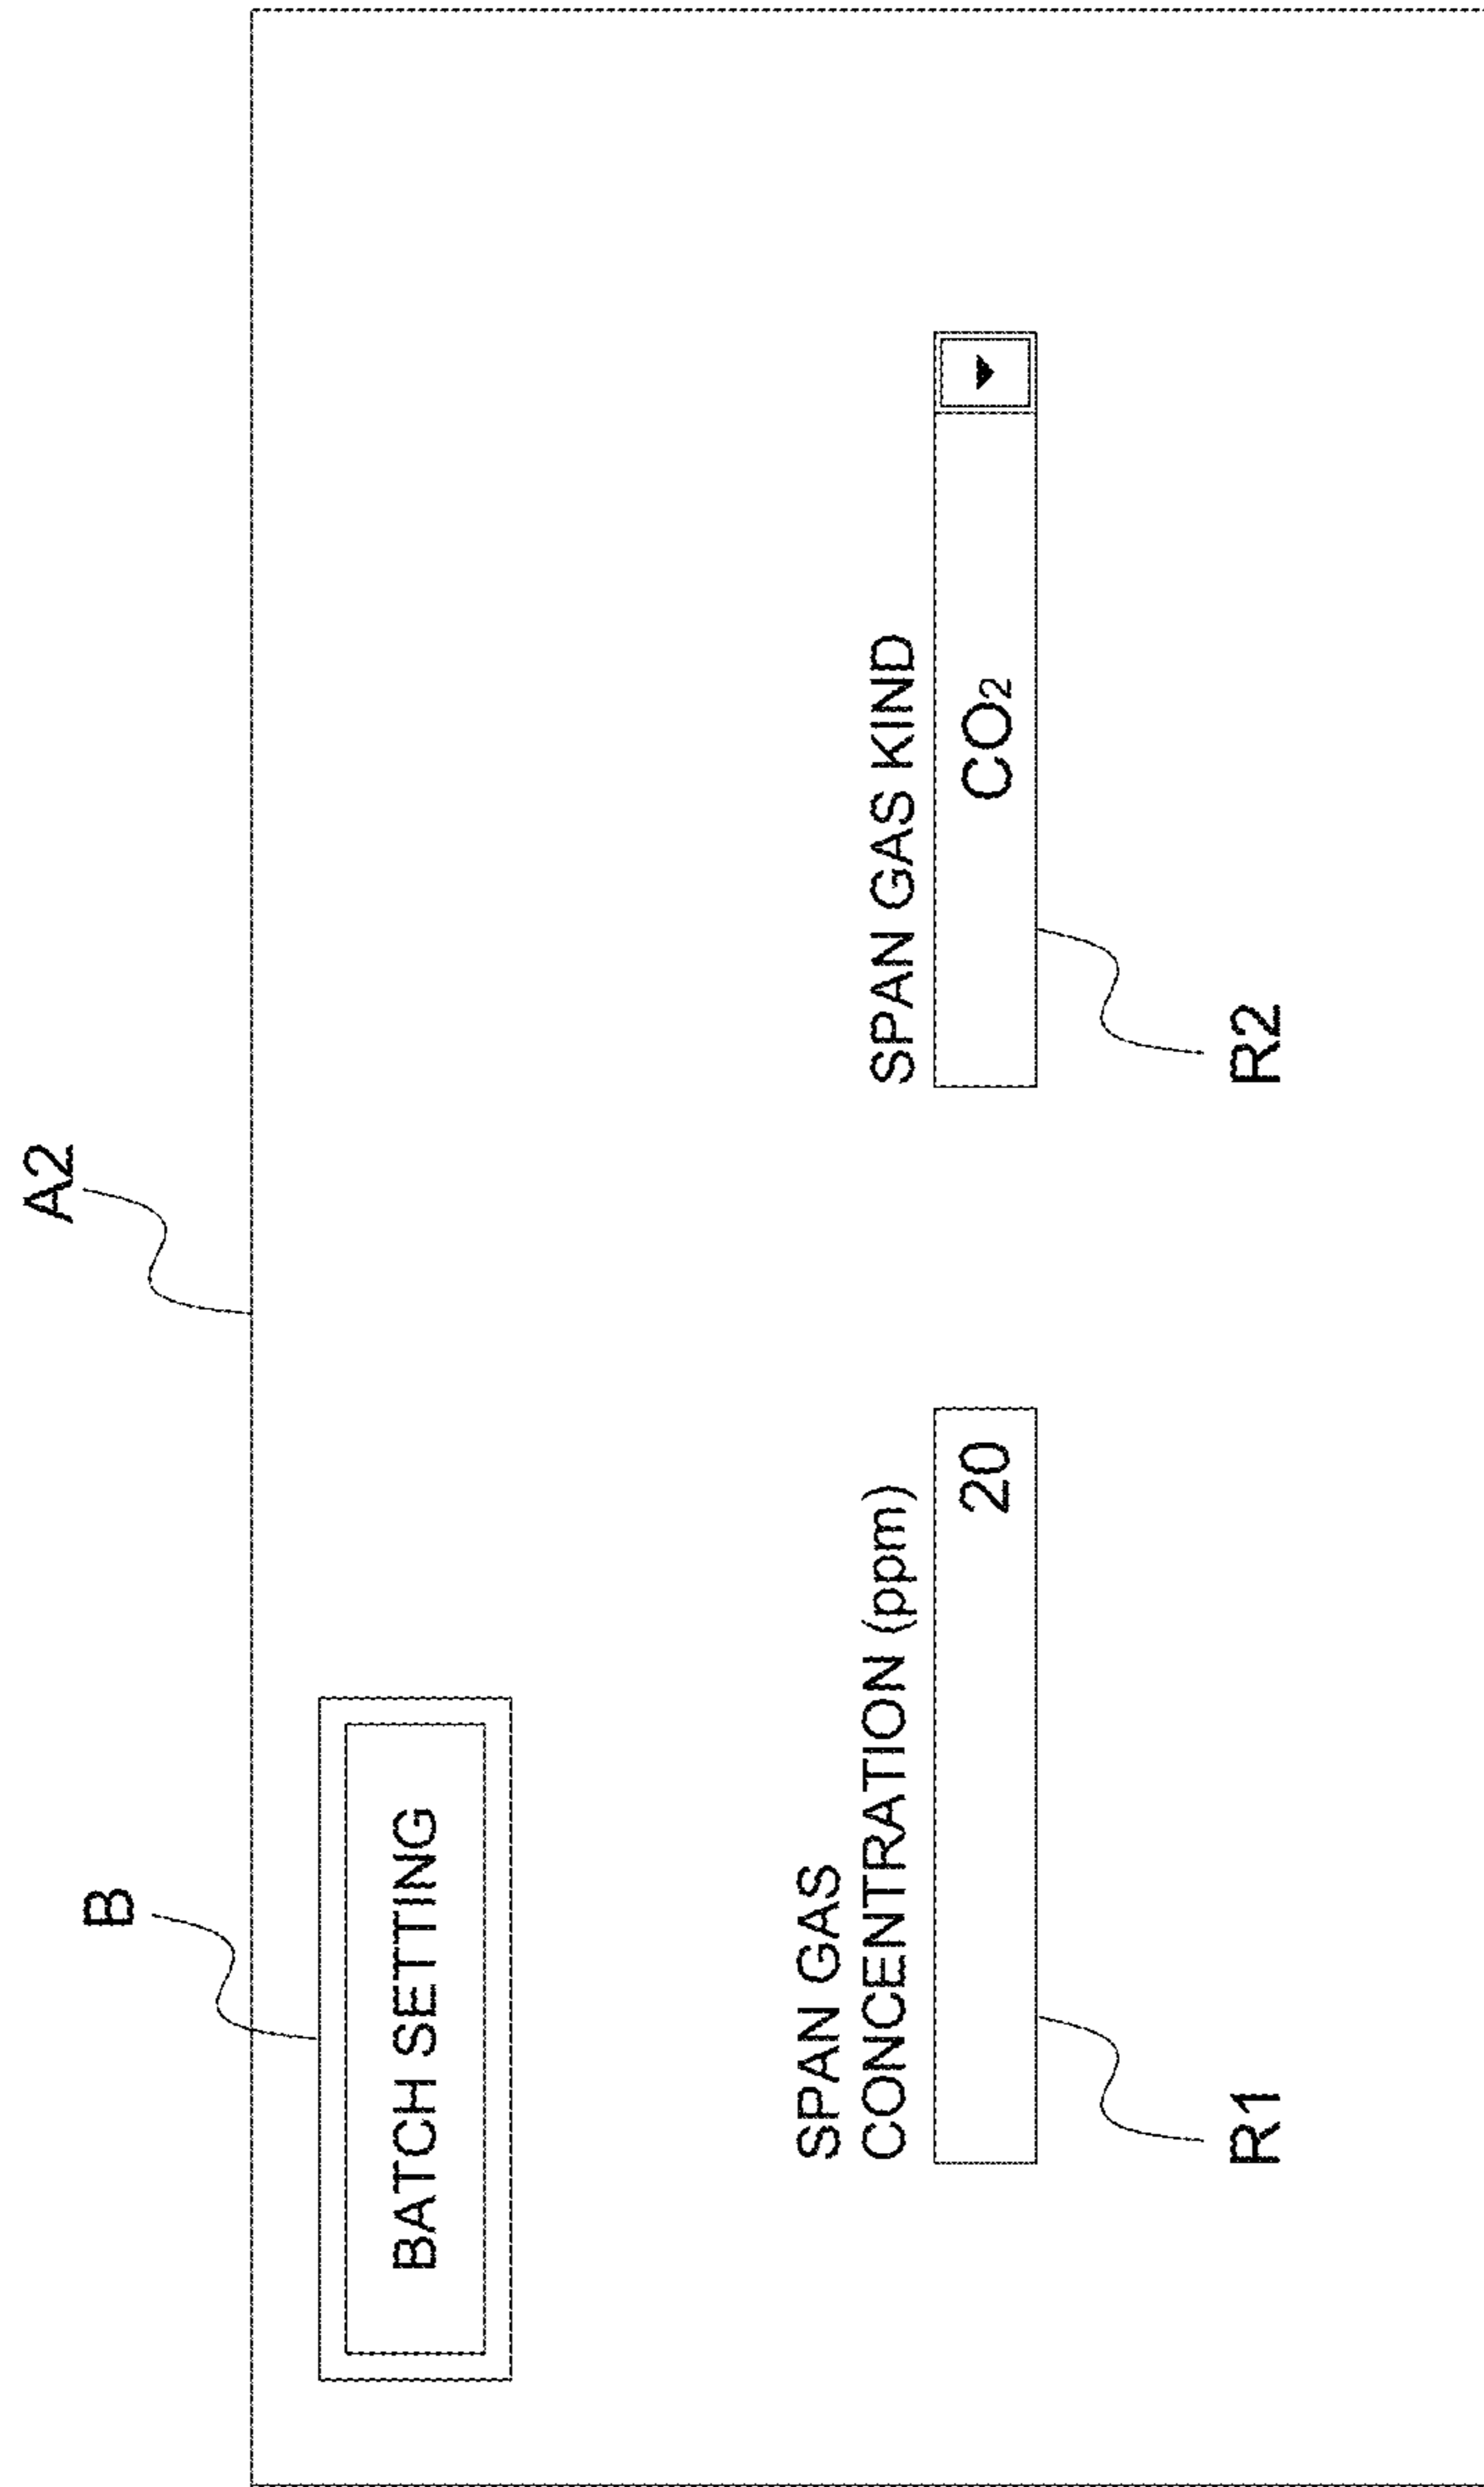 A2
B
BATCH SETTING
SPAN GAS
CONCENTRATION (ppm)
20
R1
SPAN GAS KIND
CO₂
R2